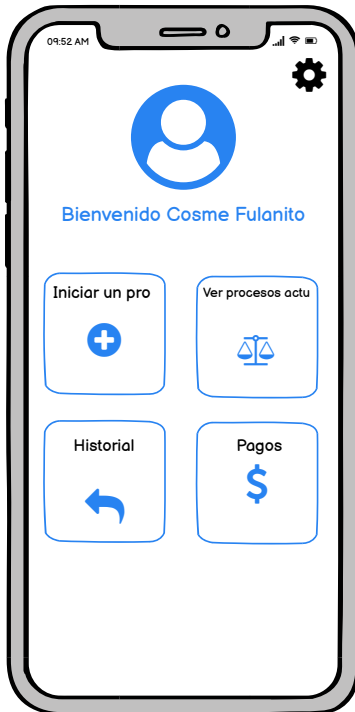 09:52 AM
Bienvenido Cosme Fulanito
Iniciar un pro
Ver procesos actu
Historial
Pagos
$